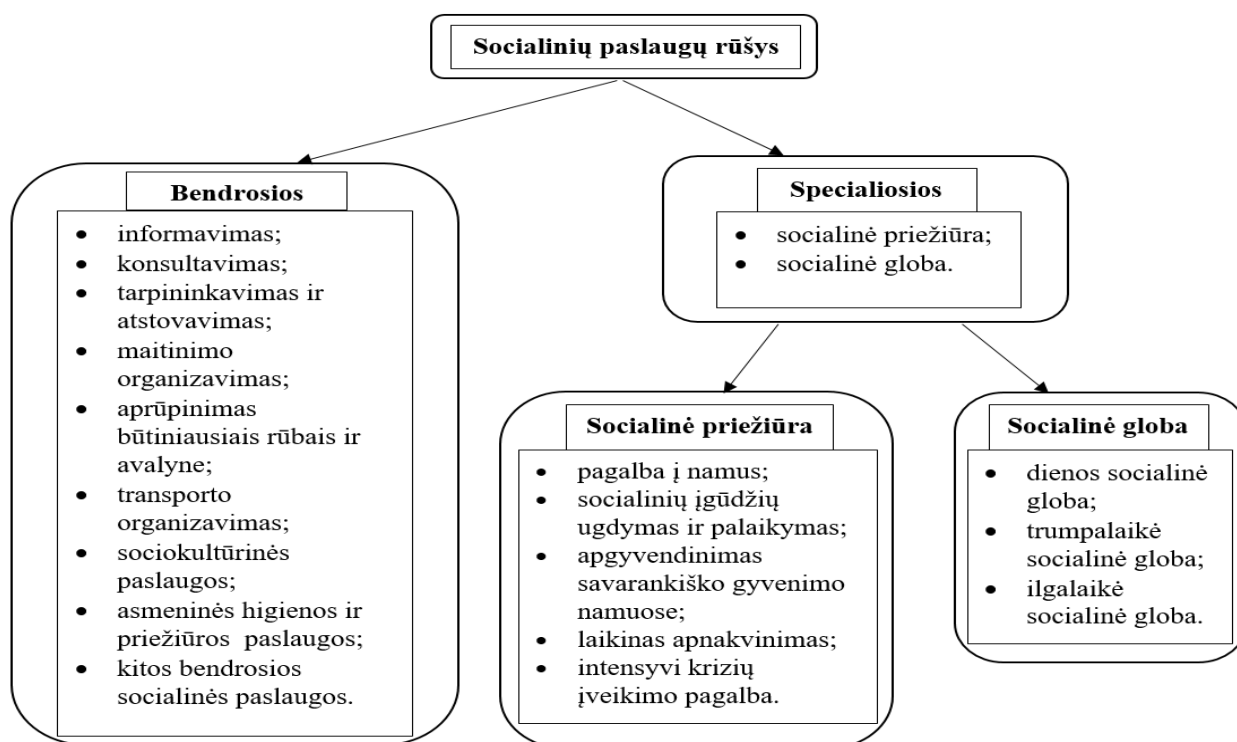 Socialinių paslaugų rūšys
Bendrosios
• informavimas;
• konsultavimas;
• tarpininkavimas ir
atstovavimas;
• maitinimo
organizavimas;
• aprūpinimas
būtiniausiais rūbais ir
avalyne;
• transporto
organizavimas;
• sociokultūrinės
paslaugos;
• asmeninės higienos ir
priežiūros paslaugos;
• kitos bendrosios
socialinės paslaugos.
Specialiosios
• socialinė priežiūra;
• socialinė globa.
Socialinė priežiūra
• pagalba į namus;
• socialinių įgūdžių
ugdymas ir palaikymas;
• apgyvendinimas
savarankiško gyvenimo
namuose;
• laikinas apnakvinimas;
• intensyvi krizių
įveikimo pagalba.
Socialinė globa
• dienos socialinė
globa;
• trumpalaikė
socialinė globa;
• ilgalaikė
socialinė globa.